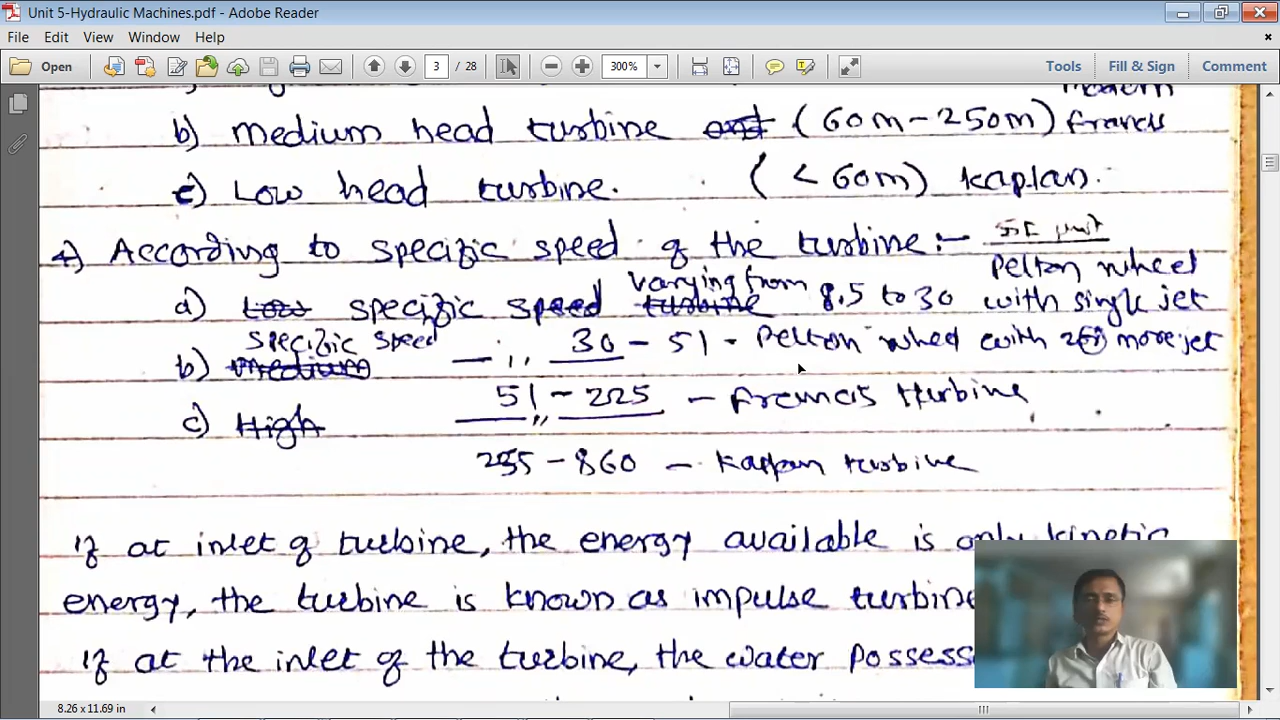 Unit 5-Hydraulic Machines.pdf - Adobe Reader
File Edit View Window Help
Open 3 / 28 300% Tools Fill & Sign Comment
b) medium head turbine (60m-250m) francis
c) Low head turbine. (<60m) kaplan.
4) According to specific speed of the turbine:- SI unit
Pelton wheel
varying from
a) Low specific speed turbine 8.5 to 30 with single jet
specific speed
b) medium — ,, 30 - 51 - Pelton wheel with 2 or more jet
c) High — ,, 51 - 225 - francis turbine
255 - 860 - kaplan turbine
if at inlet of turbine, the energy available is only kinetic
energy, the turbine is known as impulse turbine
if at the inlet of the turbine, the water possess
8.26 x 11.69 in